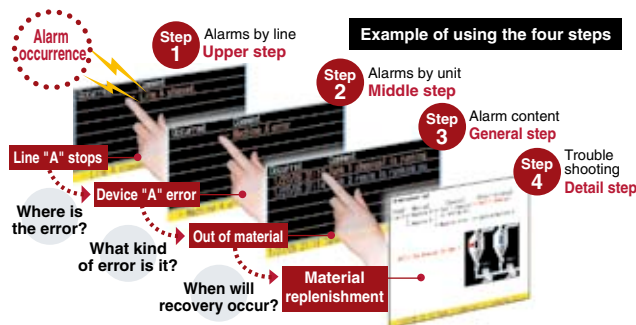 Alarm
occurrence
Step
1
Alarms by line
Upper step
Example of using the four steps
Step
2
Alarms by unit
Middle step
Step
3
Alarm content
General step
Step
4
Trouble
shooting
Detail step
Line "A" stops
Where is
the error?
Device "A" error
What kind
of error is it?
Out of material
When will
recovery occur?
Material
replenishment